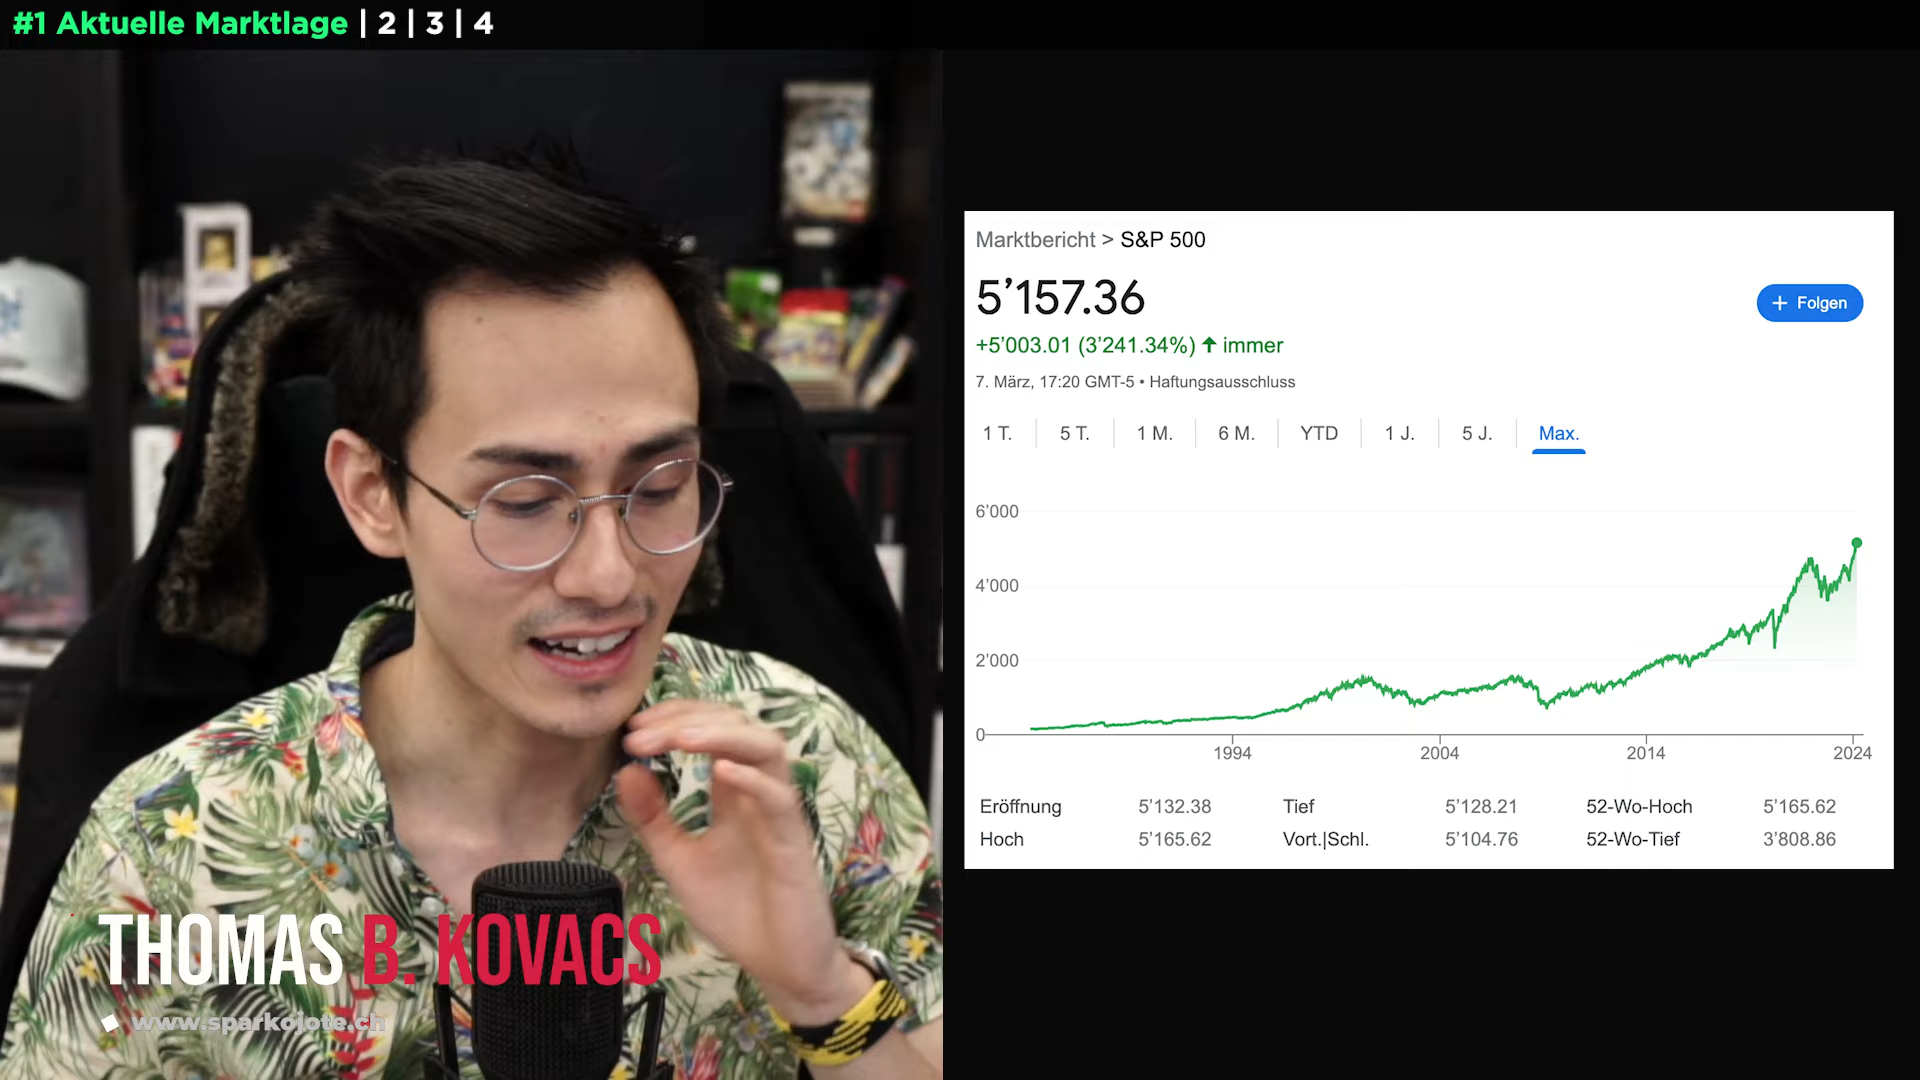 #1 Aktuelle Marktlage | 2 | 3 | 4
Marktbericht > S&P 500
5’157.36
+ Folgen
+5’003.01 (3’241.34%) ↑ immer
7. März, 17:20 GMT-5 • Haftungsausschluss
1 T. 5 T. 1 M. 6 M. YTD 1 J. 5 J. Max.
6’000
4’000
2’000
0
1994 2004 2014 2024
Eröffnung 5’132.38 Tief 5’128.21 52-Wo-Hoch 5’165.62
Hoch 5’165.62 Vort.|Schl. 5’104.76 52-Wo-Tief 3’808.86
THOMAS B. KOVACS
www.sparkojote.ch